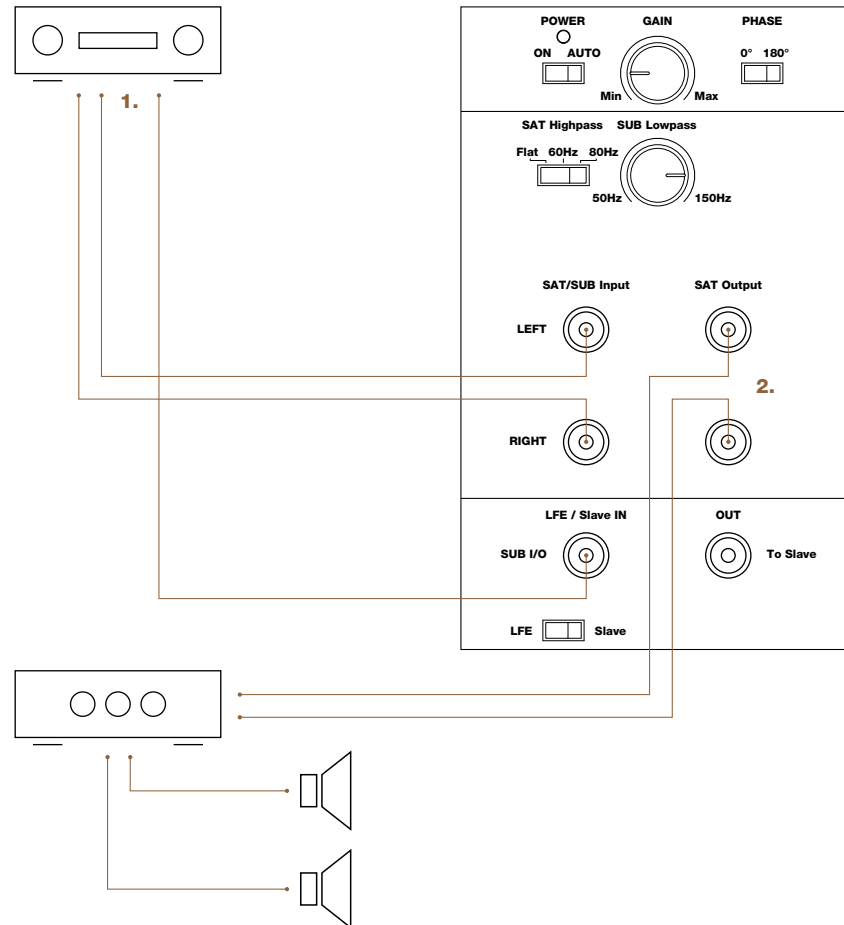 1.
POWER GAIN PHASE
ON AUTO 0° 180°
Min Max
SAT Highpass SUB Lowpass
Flat 60Hz 80Hz
50Hz 150Hz
SAT/SUB Input SAT Output
LEFT
2.
RIGHT
LFE / Slave IN OUT
SUB I/O To Slave
LFE Slave